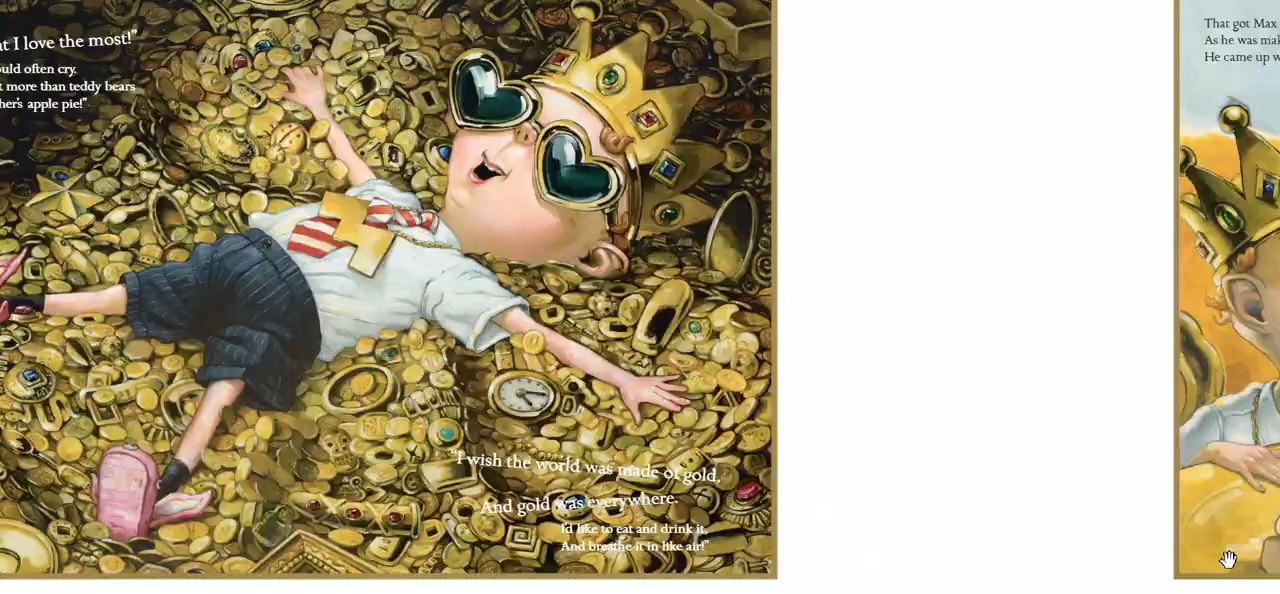 t I love the most!”
uld often cry.
t more than teddy bears
her's apple pie!”
“I wish the world was made of gold,
And gold was everywhere.
I'd like to eat and drink it,
And breathe it in like air!”
That got Max
As he was mak
He came up w